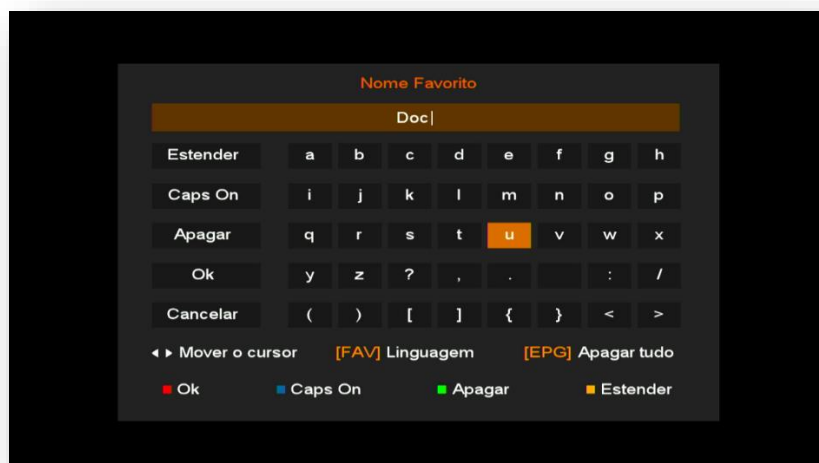 Nome Favorito
Doc|
Estender a b c d e f g h
Caps On i j k l m n o p
Apagar q r s t u v w x
Ok y z ? , . : /
Cancelar ( ) [ ] { } < >
◂ ▸ Mover o cursor [FAV] Linguagem [EPG] Apagar tudo
Ok Caps On Apagar Estender